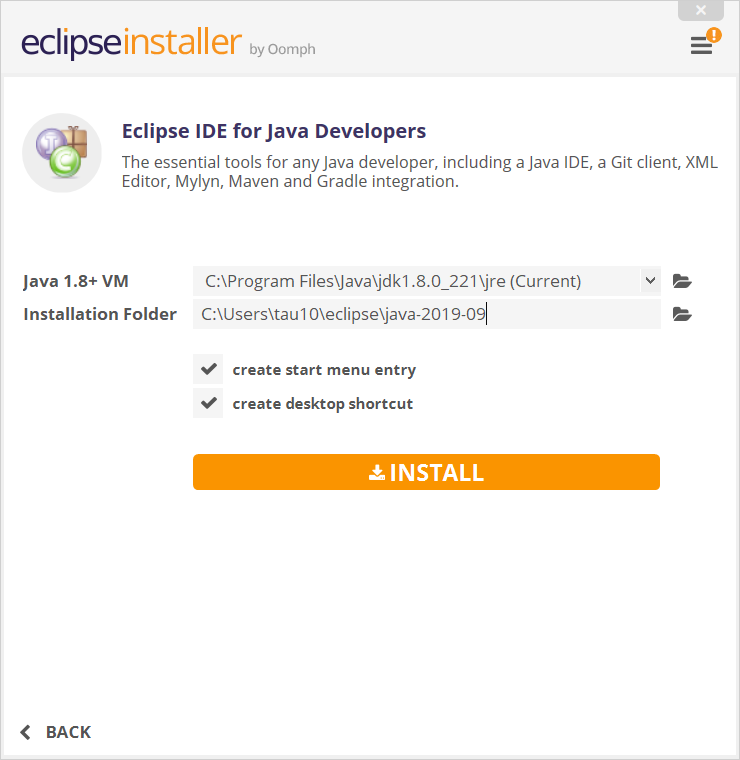 eclipseinstaller by Oomph
!
Eclipse IDE for Java Developers
The essential tools for any Java developer, including a Java IDE, a Git client, XML
Editor, Mylyn, Maven and Gradle integration.
Java 1.8+ VM C:\Program Files\Java\jdk1.8.0_221\jre (Current)
Installation Folder C:\Users\tau10\eclipse\java-2019-09
create start menu entry
create desktop shortcut
INSTALL
BACK